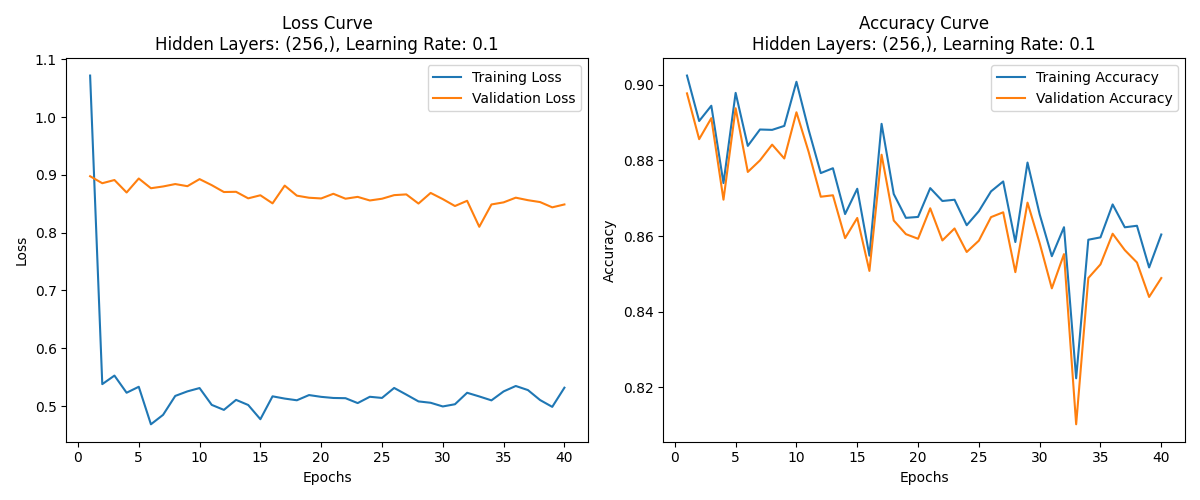 Loss Curve
Hidden Layers: (256,), Learning Rate: 0.1
1.1
1.0
0.9
0.8
0.7
0.6
0.5
Loss
0 5 10 15 20 25 30 35 40
Epochs
Training Loss
Validation Loss
Accuracy Curve
Hidden Layers: (256,), Learning Rate: 0.1
0.90
0.88
0.86
0.84
0.82
Accuracy
0 5 10 15 20 25 30 35 40
Epochs
Training Accuracy
Validation Accuracy